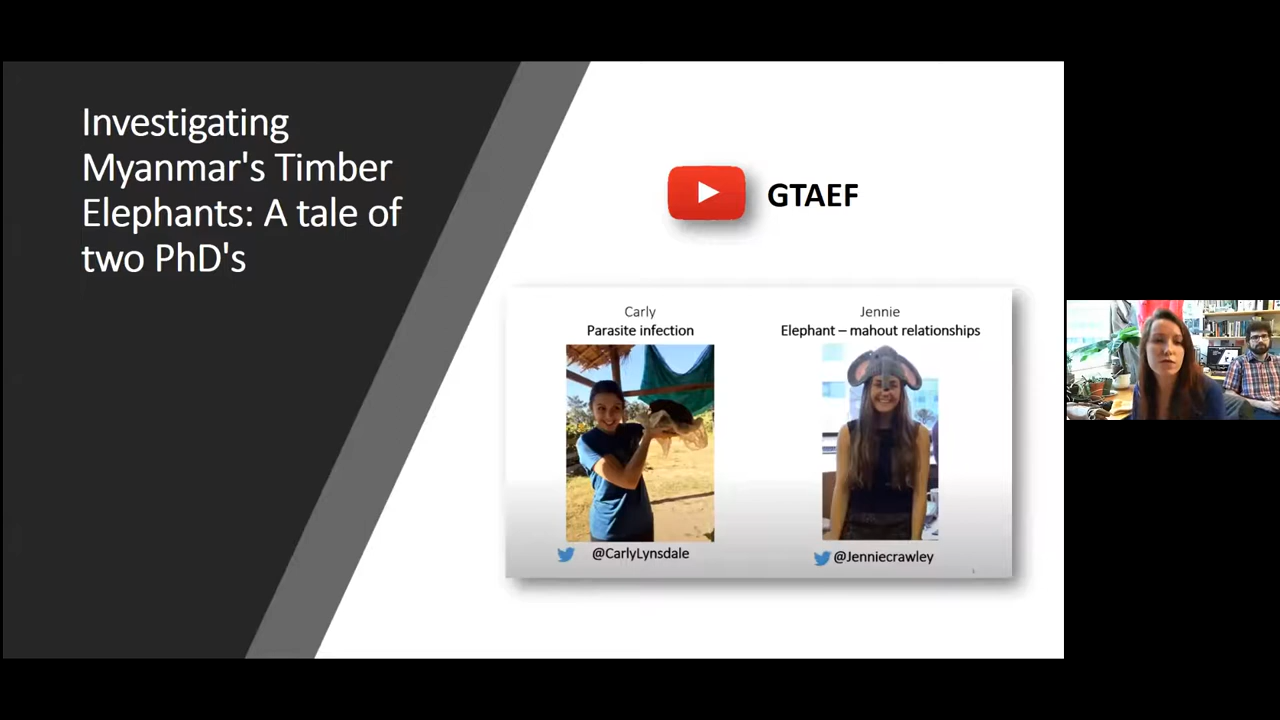 Investigating
Myanmar's Timber
Elephants: A tale of
two PhD's
GTAEF
Carly
Parasite infection
Jennie
Elephant – mahout relationships
@CarlyLynsdale
@Jenniecrawley